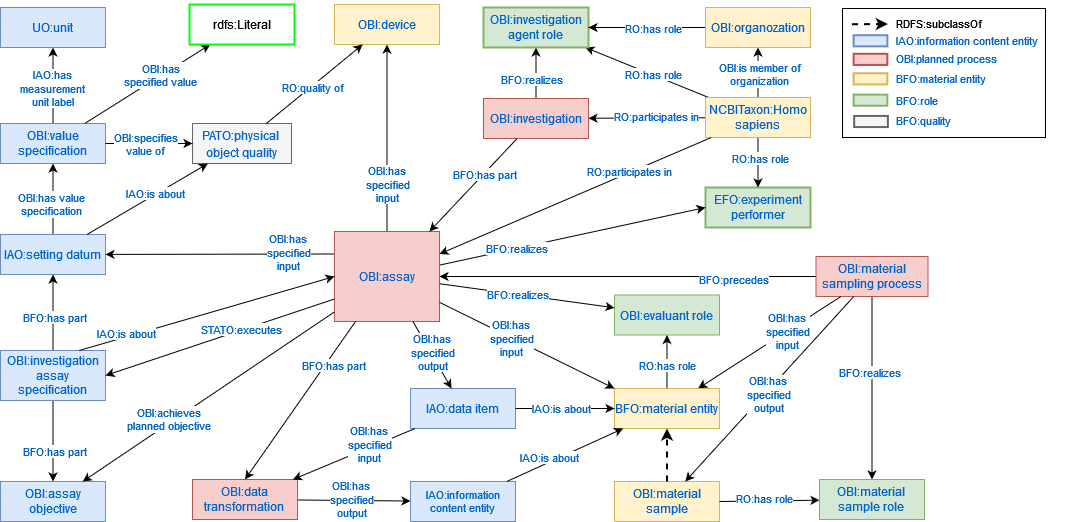 UO:unit
rdfs:Literal
OBI:device
OBI:investigation
agent role
RO:has role
OBI:organozation
RDFS:subclassOf
IAO:information content entity
OBI:planned process
BFO:material entity
BFO:role
BFO:quality
IAO:has
measurement
unit label
OBI:has
specified value
RO:quality of
BFO:realizes
RO:has role
OBI:is member of
organization
OBI:value
specification
OBI:specifies
value of
PATO:physical
object quality
OBI:investigation
RO:participates in
NCBITaxon:Homo
sapiens
OBI:has value
specification
IAO:is about
OBI:has
specified
input
BFO:has part
RO:participates in
RO:has role
EFO:experiment
performer
IAO:setting datum
OBI:has
specified
input
OBI:assay
BFO:realizes
BFO:realizes
BFO:precedes
OBI:material
sampling process
BFO:has part
IAO:is about
STATO:executes
OBI:has
specified
output
OBI:has
specified
input
OBI:evaluant role
OBI:has
specified
input
OBI:investigation
assay
specification
BFO:has part
RO:has role
BFO:realizes
OBI:achieves
planned objective
IAO:data item
IAO:is about
BFO:material entity
OBI:has
specified
output
BFO:has part
OBI:has
specified
input
IAO:is about
OBI:assay
objective
OBI:data
transformation
OBI:has
specified
output
IAO:information
content entity
OBI:material
sample
RO:has role
OBI:material
sample role